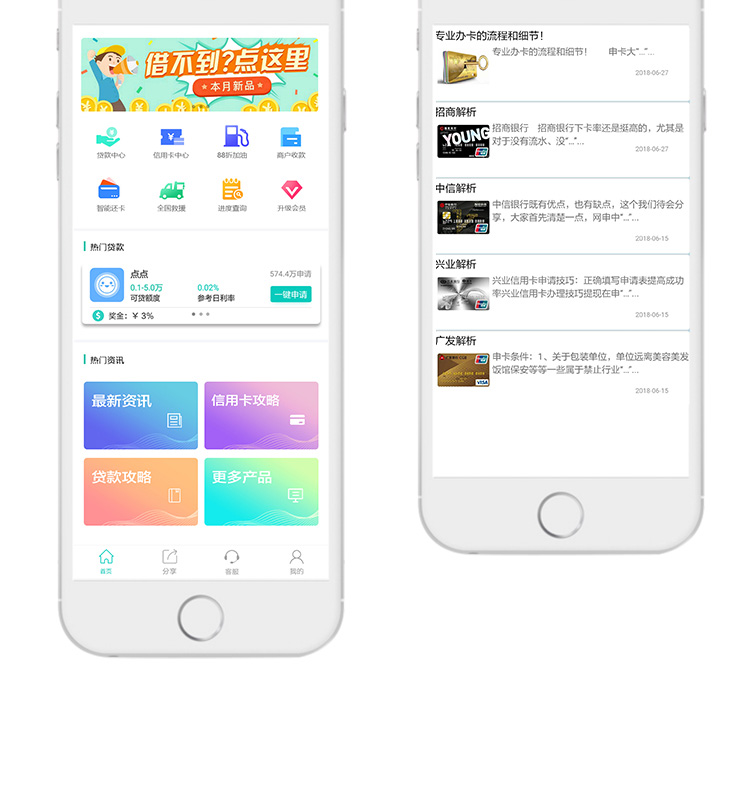 借不到?点这里
本月新品
贷款中心
信用卡中心
88折加油
商户收款
智能还卡
全国救援
进度查询
升级会员
热门贷款
点点
574.4万申请
0.1-5.0万
0.02%
可贷额度
参考日利率
一键申请
奖金：￥3%
热门资讯
最新资讯
信用卡攻略
贷款攻略
更多产品
首页
分享
客服
我的
专业办卡的流程和细节！
专业办卡的流程和细节！ 申卡大“...”...
2018-06-27
招商解析
YOUNG
招商银行 招商银行下卡率还是挺高的，尤其是
对于没有流水、没“...”...
2018-06-27
中信解析
中信银行既有优点，也有缺点，这个我们待会分
享，大家首先清楚一点，网申中“...”...
2018-06-15
兴业解析
兴业信用卡申请技巧：正确填写申请表提高成功
率兴业信用卡办理技巧提现在申“...”...
2018-06-15
广发解析
VISA
申卡条件：1、关于包装单位，单位远离美容美发
饭馆保安等等一些属于禁止行业“...”...
2018-06-15